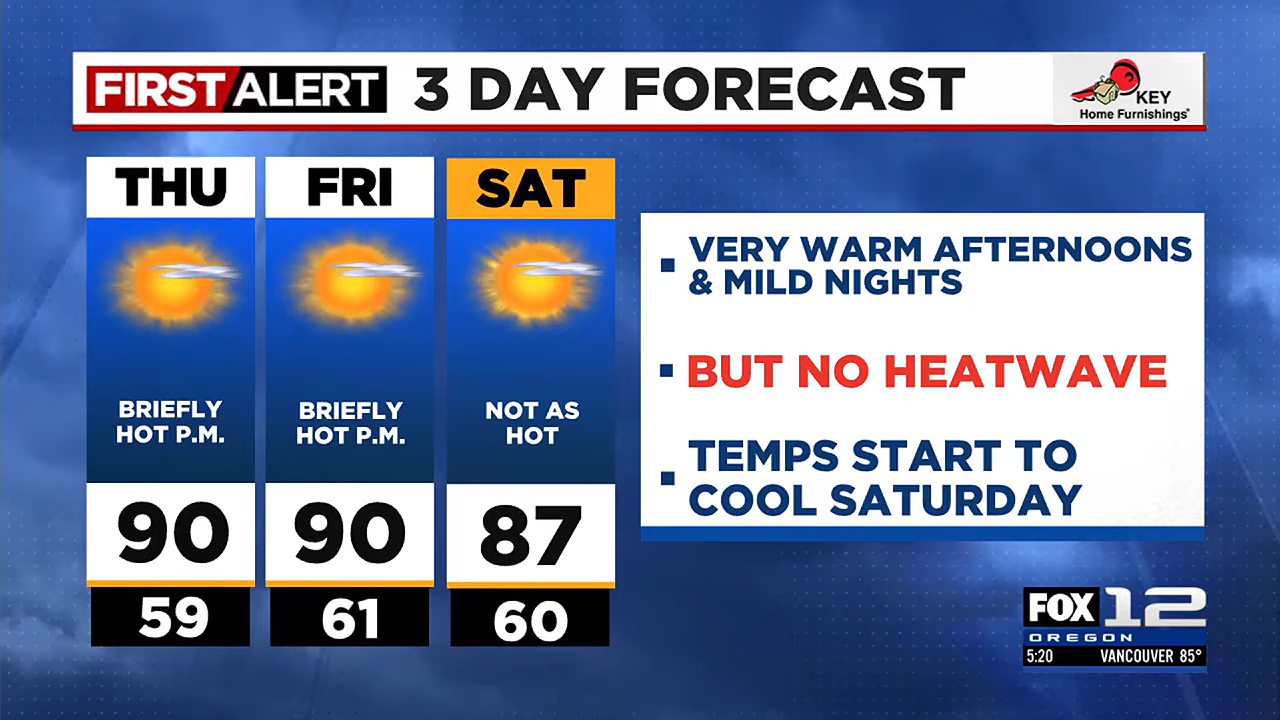 FIRST ALERT 3 DAY FORECAST
KEY
Home Furnishings®
THU
BRIEFLY
HOT P.M.
90
59
FRI
BRIEFLY
HOT P.M.
90
61
SAT
NOT AS
HOT
87
60
▪ VERY WARM AFTERNOONS
& MILD NIGHTS
▪ BUT NO HEATWAVE
▪ TEMPS START TO
COOL SATURDAY
FOX 12
OREGON
5:20 VANCOUVER 85°